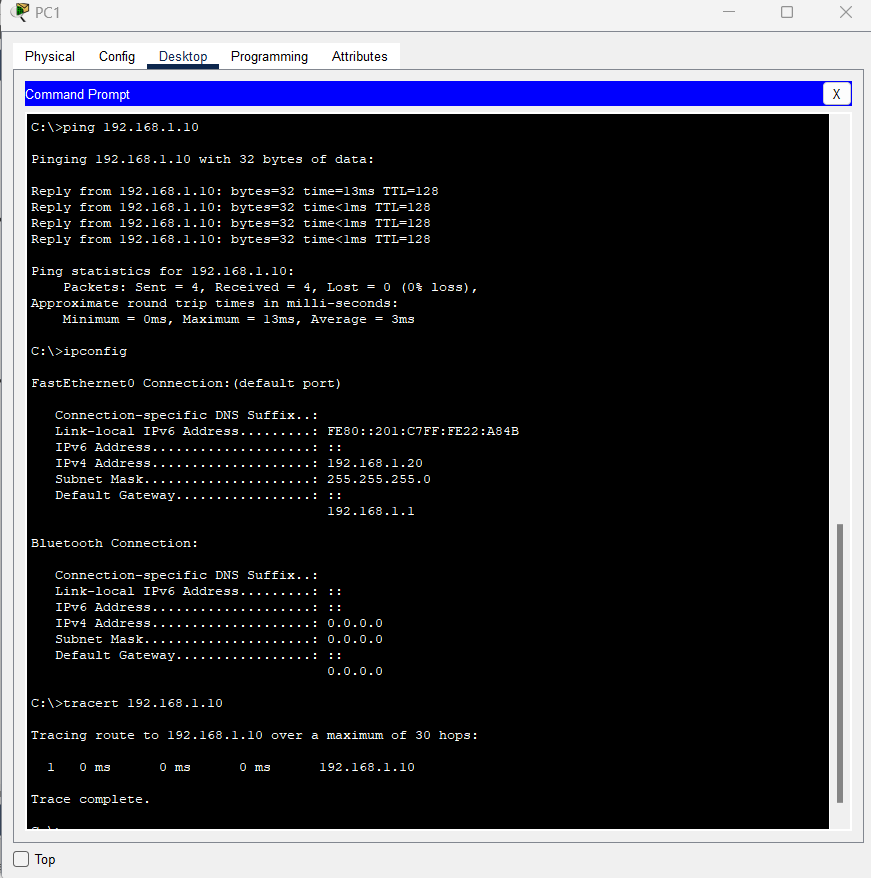 PC1
Physical Config Desktop Programming Attributes
Command Prompt X
C:\>ping 192.168.1.10
Pinging 192.168.1.10 with 32 bytes of data:
Reply from 192.168.1.10: bytes=32 time=13ms TTL=128
Reply from 192.168.1.10: bytes=32 time<1ms TTL=128
Reply from 192.168.1.10: bytes=32 time<1ms TTL=128
Reply from 192.168.1.10: bytes=32 time<1ms TTL=128
Ping statistics for 192.168.1.10:
Packets: Sent = 4, Received = 4, Lost = 0 (0% loss),
Approximate round trip times in milli-seconds:
Minimum = 0ms, Maximum = 13ms, Average = 3ms
C:\>ipconfig
FastEthernet0 Connection:(default port)
Connection-specific DNS Suffix..:
Link-local IPv6 Address.........: FE80::201:C7FF:FE22:A84B
IPv6 Address....................: ::
IPv4 Address....................: 192.168.1.20
Subnet Mask.....................: 255.255.255.0
Default Gateway.................: ::
192.168.1.1
Bluetooth Connection:
Connection-specific DNS Suffix..:
Link-local IPv6 Address.........: ::
IPv6 Address....................: ::
IPv4 Address....................: 0.0.0.0
Subnet Mask.....................: 0.0.0.0
Default Gateway.................: ::
0.0.0.0
C:\>tracert 192.168.1.10
Tracing route to 192.168.1.10 over a maximum of 30 hops:
1 0 ms 0 ms 0 ms 192.168.1.10
Trace complete.
Top